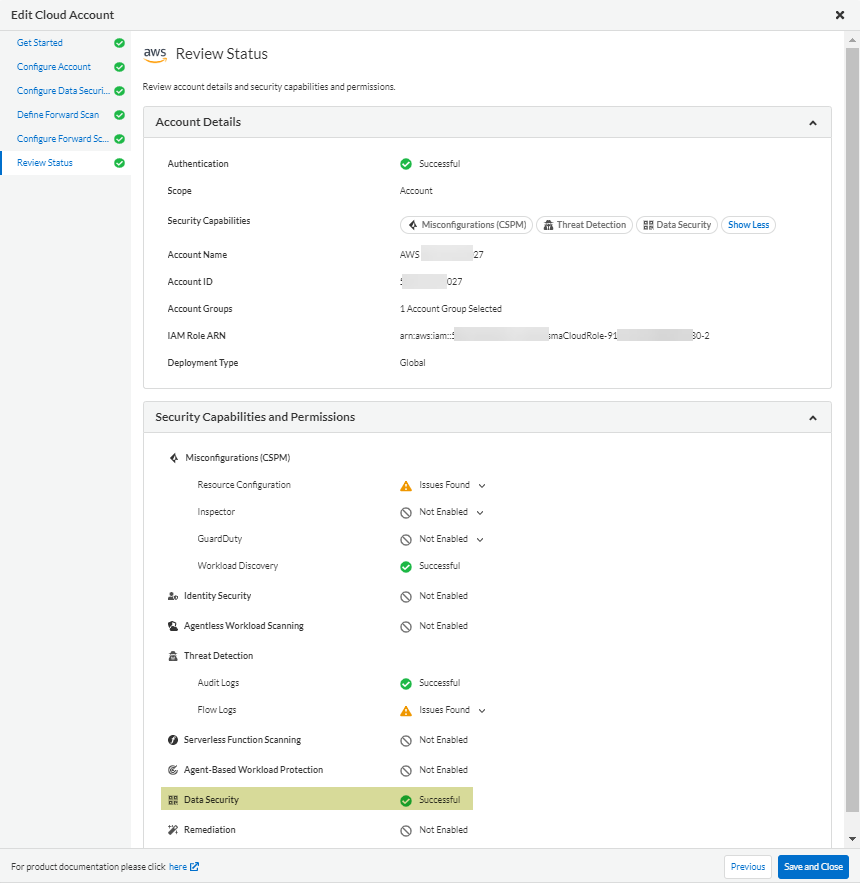 Edit Cloud Account
Get Started
Configure Account
Configure Data Securi...
Define Forward Scan
Configure Forward Sc...
Review Status
aws Review Status
Review account details and security capabilities and permissions.
Account Details
Authentication Successful
Scope Account
Security Capabilities Misconfigurations (CSPM) Threat Detection Data Security Show Less
Account Name AWS 27
Account ID 027
Account Groups 1 Account Group Selected
IAM Role ARN arn:aws:iam:: smaCloudRole-91 30-2
Deployment Type Global
Security Capabilities and Permissions
Misconfigurations (CSPM)
Resource Configuration Issues Found
Inspector Not Enabled
GuardDuty Not Enabled
Workload Discovery Successful
Identity Security Not Enabled
Agentless Workload Scanning Not Enabled
Threat Detection
Audit Logs Successful
Flow Logs Issues Found
Serverless Function Scanning Not Enabled
Agent-Based Workload Protection Not Enabled
Data Security Successful
Remediation Not Enabled
For product documentation please click here
Previous
Save and Close